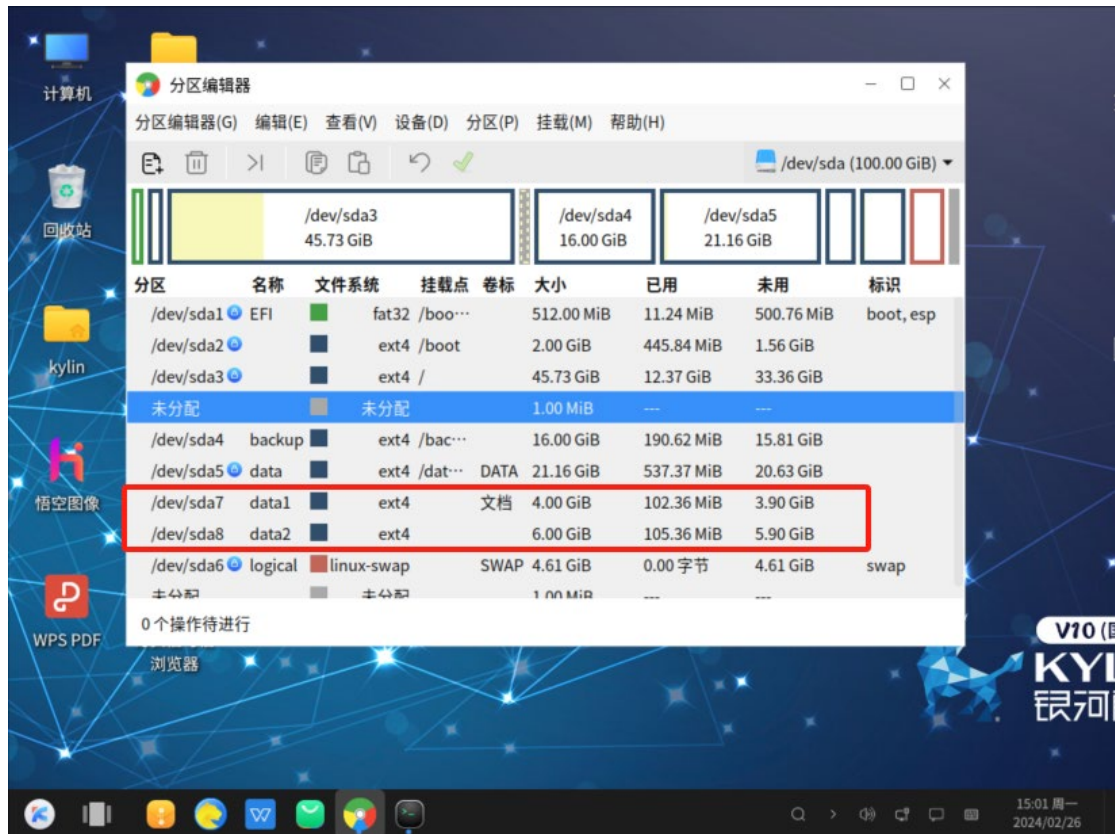 计算机
回收站
kylin
悟空图像
WPS PDF
浏览器
分区编辑器
分区编辑器(G) 编辑(E) 查看(V) 设备(D) 分区(P) 挂载(M) 帮助(H)
/dev/sda (100.00 GiB)
/dev/sda3 /dev/sda4 /dev/sda5
45.73 GiB 16.00 GiB 21.16 GiB
分区 名称 文件系统 挂载点 卷标 大小 已用 未用 标识
/dev/sda1 EFI fat32 /boo··· 512.00 MiB 11.24 MiB 500.76 MiB boot, esp
/dev/sda2 ext4 /boot 2.00 GiB 445.84 MiB 1.56 GiB
/dev/sda3 ext4 / 45.73 GiB 12.37 GiB 33.36 GiB
未分配 未分配 1.00 MiB --- ---
/dev/sda4 backup ext4 /bac··· 16.00 GiB 190.62 MiB 15.81 GiB
/dev/sda5 data ext4 /dat··· DATA 21.16 GiB 537.37 MiB 20.63 GiB
/dev/sda7 data1 ext4 文档 4.00 GiB 102.36 MiB 3.90 GiB
/dev/sda8 data2 ext4 6.00 GiB 105.36 MiB 5.90 GiB
/dev/sda6 logical linux-swap SWAP 4.61 GiB 0.00 字节 4.61 GiB swap
未分配 未分配 1.00 MiB --- ---
0 个操作待进行
V10
KYL
银河
15:01 周一
2024/02/26